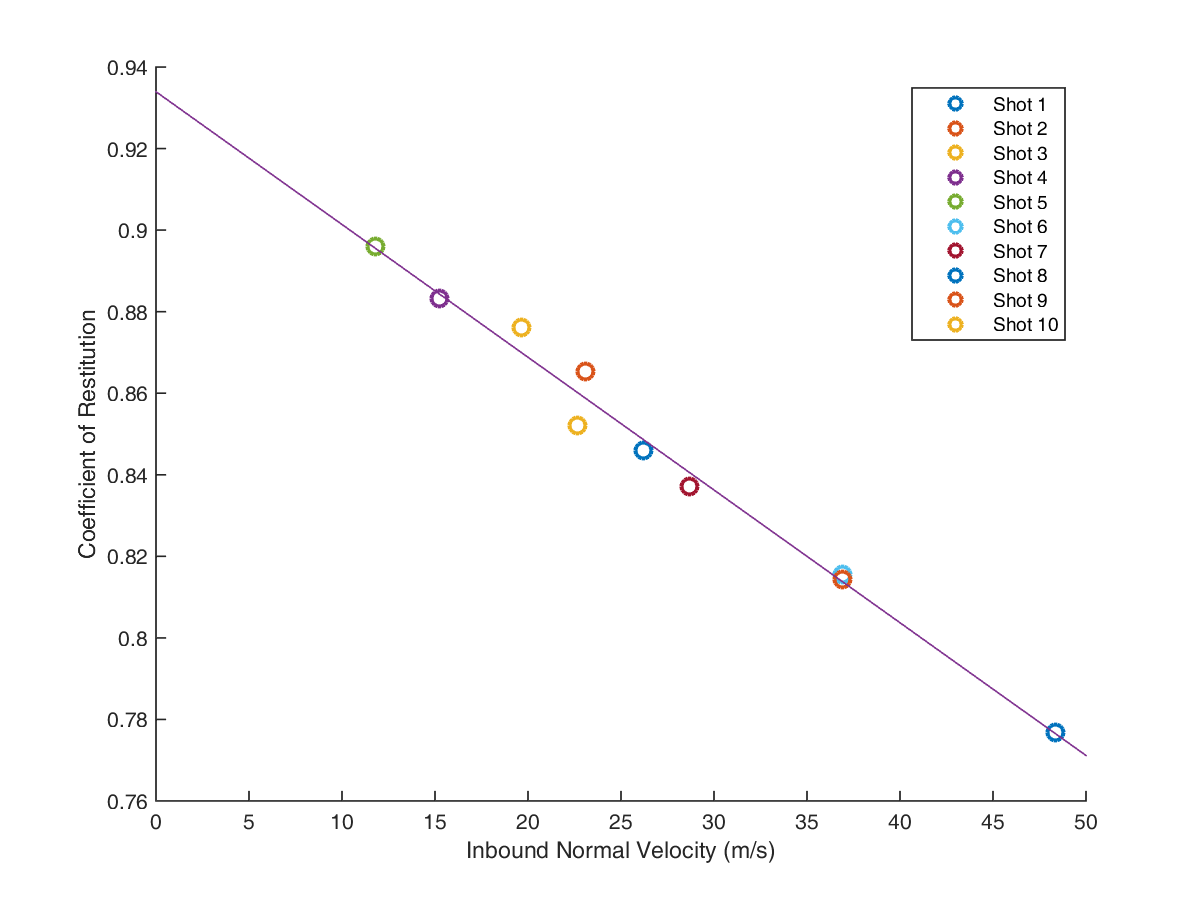 0.94
0.92
0.9
0.88
0.86
0.84
0.82
0.8
0.78
0.76
Coefficient of Restitution
0 5 10 15 20 25 30 35 40 45 50
Inbound Normal Velocity (m/s)
Shot 1
Shot 2
Shot 3
Shot 4
Shot 5
Shot 6
Shot 7
Shot 8
Shot 9
Shot 10